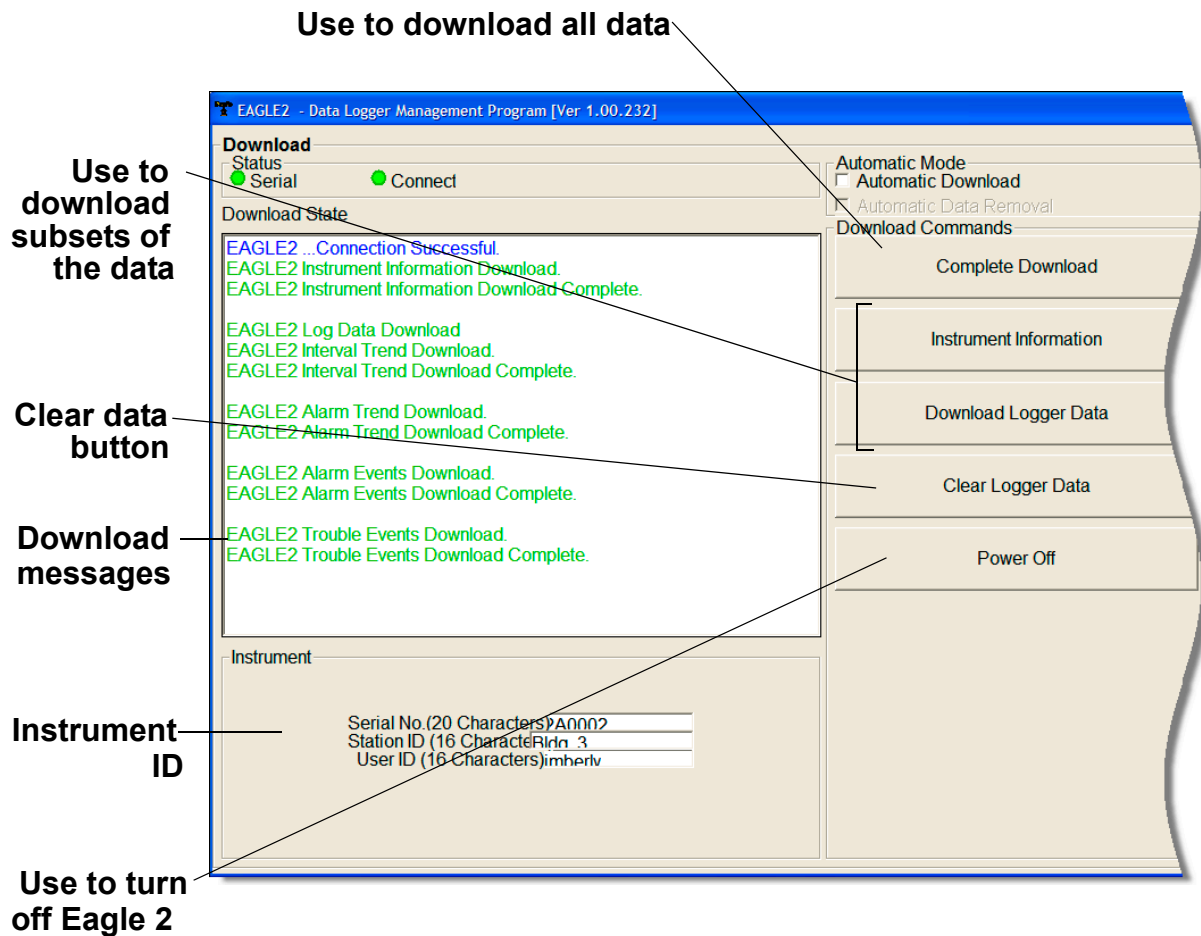 Use to download all data
EAGLE2 - Data Logger Management Program [Ver 1.00.232]
Download
Status
Serial
Connect
Download State
EAGLE2 ...Connection Successful.
EAGLE2 Instrument Information Download.
EAGLE2 Instrument Information Download Complete.
EAGLE2 Log Data Download
EAGLE2 Interval Trend Download.
EAGLE2 Interval Trend Download Complete.
EAGLE2 Alarm Trend Download.
EAGLE2 Alarm Trend Download Complete.
EAGLE2 Alarm Events Download.
EAGLE2 Alarm Events Download Complete.
EAGLE2 Trouble Events Download.
EAGLE2 Trouble Events Download Complete.
Automatic Mode
Automatic Download
Automatic Data Removal
Download Commands
Complete Download
Instrument Information
Download Logger Data
Clear Logger Data
Power Off
Instrument
Serial No.(20 Characters) A0002
Station ID (16 Characte Bldg. 3
User ID (16 Characters) imberly
Use to
download
subsets of
the data
Clear data
button
Download
messages
Instrument
ID
Use to turn
off Eagle 2